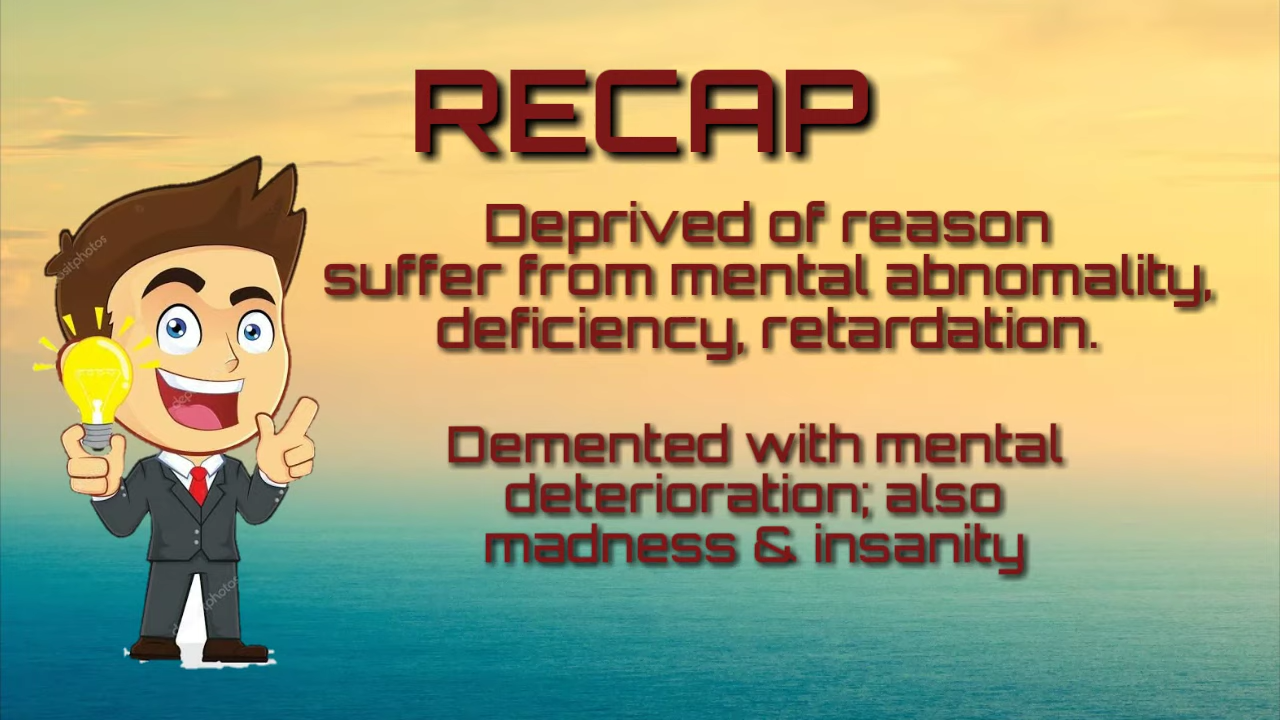 RECAP
Deprived of reason
suffer from mental abnomality,
deficiency, retardation.
Demented with mental
deterioration; also
madness & insanity